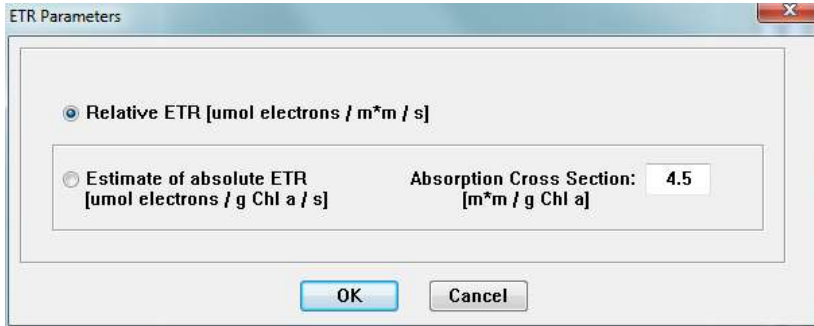 ETR Parameters
Relative ETR [umol electrons / m*m / s]
Estimate of absolute ETR
[umol electrons / g Chl a / s]
Absorption Cross Section:
[m*m / g Chl a]
4.5
OK
Cancel